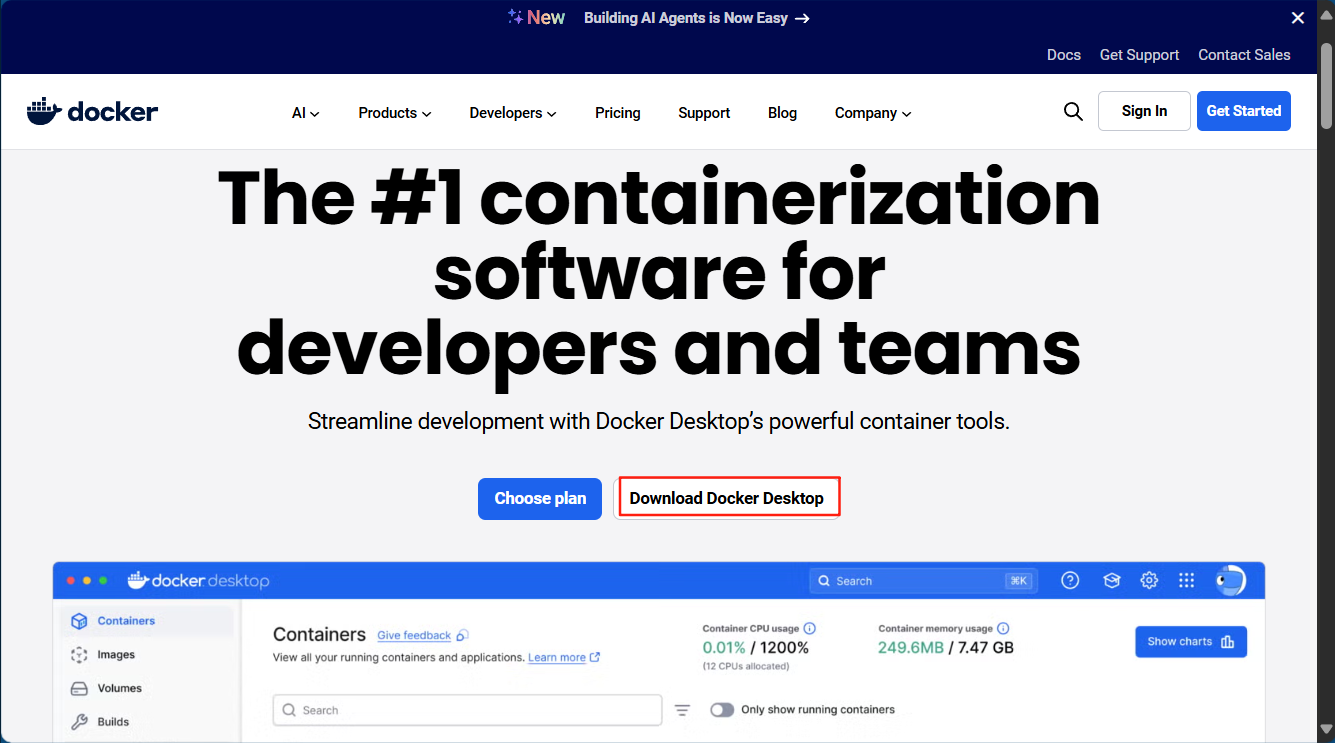 New Building AI Agents is Now Easy →
Docs Get Support Contact Sales
docker AI Products Developers Pricing Support Blog Company Sign In Get Started
The #1 containerization
software for
developers and teams
Streamline development with Docker Desktop’s powerful container tools.
Choose plan Download Docker Desktop
docker desktop Search ⌘K
Containers
Images
Volumes
Builds
Containers Give feedback
View all your running containers and applications. Learn more
Container CPU usage
0.01% / 1200%
(12 CPUs allocated)
Container memory usage
249.6MB / 7.47 GB
Show charts
Search
Only show running containers